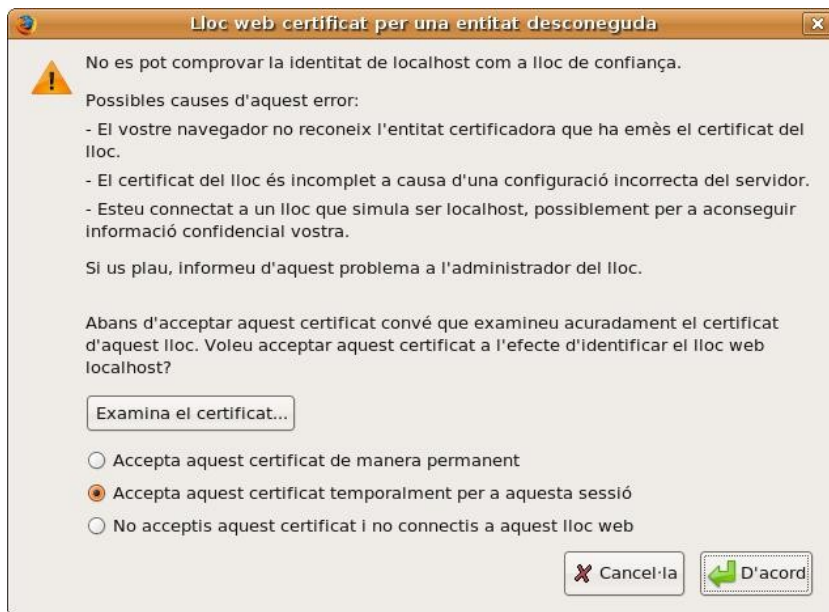 Lloc web certificat per una entitat desconeguda
No es pot comprovar la identitat de localhost com a lloc de confiança.
Possibles causes d'aquest error:
- El vostre navegador no reconeix l'entitat certificadora que ha emès el certificat del
lloc.
- El certificat del lloc és incomplet a causa d'una configuració incorrecta del servidor.
- Esteu connectat a un lloc que simula ser localhost, possiblement per a aconseguir
informació confidencial vostra.
Si us plau, informeu d'aquest problema a l'administrador del lloc.
Abans d'acceptar aquest certificat convé que examineu acuradament el certificat
d'aquest lloc. Voleu acceptar aquest certificat a l'efecte d'identificar el lloc web
localhost?
Examina el certificat...
Accepta aquest certificat de manera permanent
Accepta aquest certificat temporalment per a aquesta sessió
No acceptis aquest certificat i no connectis a aquest lloc web
Cancel·la D'acord